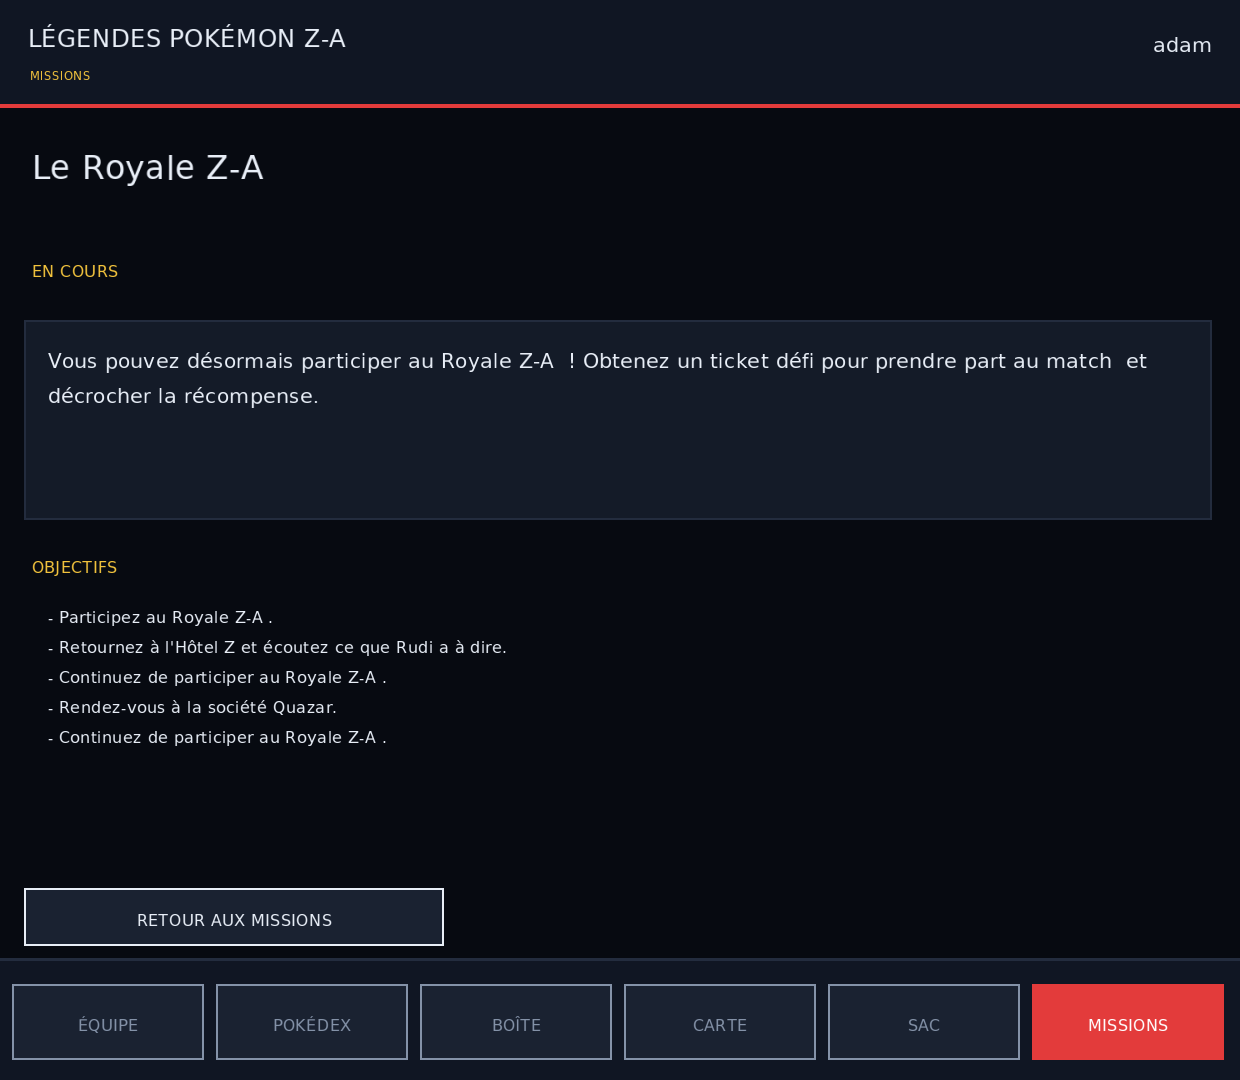 LÉGENDES POKÉMON Z-A
adam
MISSIONS
Le Royale Z-A
EN COURS
Vous pouvez désormais participer au Royale Z-A  ! Obtenez un ticket défi pour prendre part au match  et
décrocher la récompense.
OBJECTIFS
- Participez au Royale Z-A .
- Retournez à l'Hôtel Z et écoutez ce que Rudi a à dire.
- Continuez de participer au Royale Z-A .
- Rendez-vous à la société Quazar.
- Continuez de participer au Royale Z-A .
RETOUR AUX MISSIONS
ÉQUIPE
POKÉDEX
BOÎTE
CARTE
SAC
MISSIONS